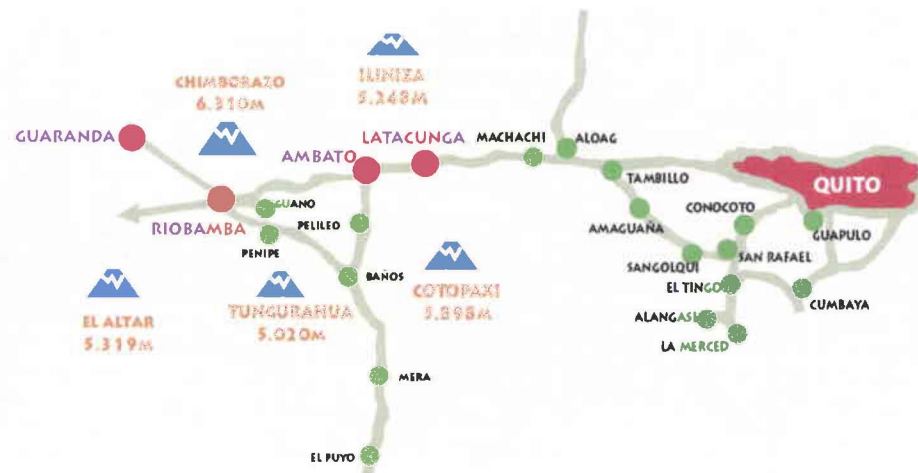 ILINIZA
5.248M
CHIMBORAZO
6.310M
GUARANDA
LATACUNGA
MACHACHI
ALOAG
AMBATO
TAMBILLO
QUITO
GUANO
CONOCOTO
PELILEO
AMAGUAÑA
GUAPULO
RIOBAMBA
PENIPE
SAN RAFAEL
SANGOLQUI
BAÑOS
EL TINGO
COTOPAXI
5.898M
TUNGURAHUA
5.020M
CUMBAYA
EL ALTAR
5.319M
ALANGASI
LA MERCED
MERA
EL PUYO